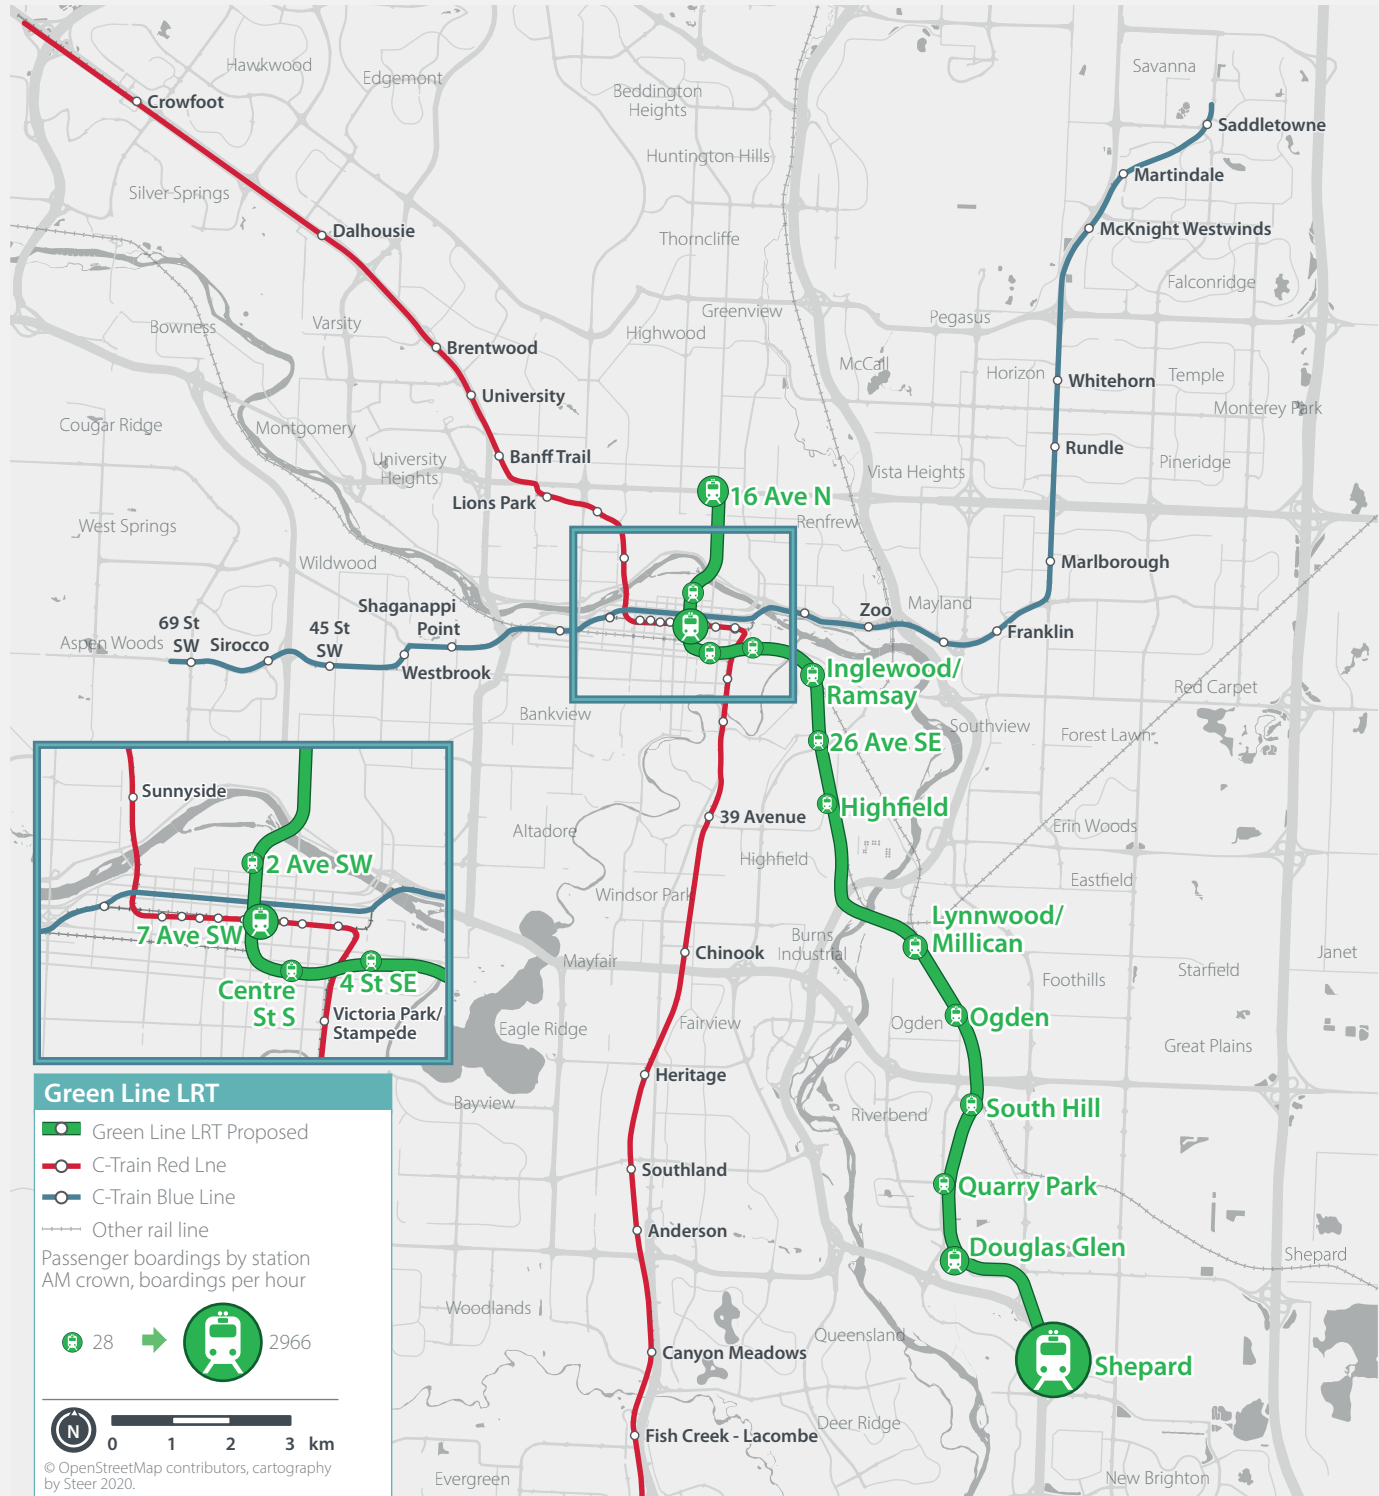 Hawkwood
Edgemont
Savanna
Beddington
Heights
Crowfoot
Saddletowne
Huntington Hills
Martindale
Silver Springs
Dalhousie
McKnight Westwinds
Thorncliffe
Falconridge
Greenview
Pegasus
Bowness
Varsity
Highwood
Brentwood
McCall
Horizon
Whitehorn
Temple
University
Monterey Park
Cougar Ridge
Montgomery
Rundle
Banff Trail
University
Heights
Vista Heights
Pineridge
Lions Park
16 Ave N
West Springs
Renfrew
Wildwood
Marlborough
Shaganappi
Point
Zoo
Mayland
69 St
SW
Sirocco
45 St
SW
Franklin
Aspen Woods
Westbrook
Inglewood/
Ramsay
Red Carpet
Bankview
Southview
Forest Lawn
26 Ave SE
Sunnyside
Highfield
39 Avenue
Altadore
Erin Woods
Highfield
2 Ave SW
Eastfield
Windsor Park
7 Ave SW
Lynnwood/
Millican
Burns
Industrial
Chinook
Janet
Mayfair
Starfield
Foothills
Centre
St S
4 St SE
Victoria Park/
Stampede
Ogden
Ogden
Eagle Ridge
Fairview
Great Plains
Heritage
Green Line LRT
Bayview
Riverbend
South Hill
Green Line LRT Proposed
C-Train Red Lne
Southland
C-Train Blue Line
Quarry Park
Other rail line
Anderson
Passenger boardings by station
AM crown, boardings per hour
Douglas Glen
Shepard
28
2966
Woodlands
Queensland
Canyon Meadows
Shepard
N
0 1 2 3 km
Deer Ridge
Fish Creek - Lacombe
© OpenStreetMap contributors, cartography
by Steer 2020.
Evergreen
New Brighton